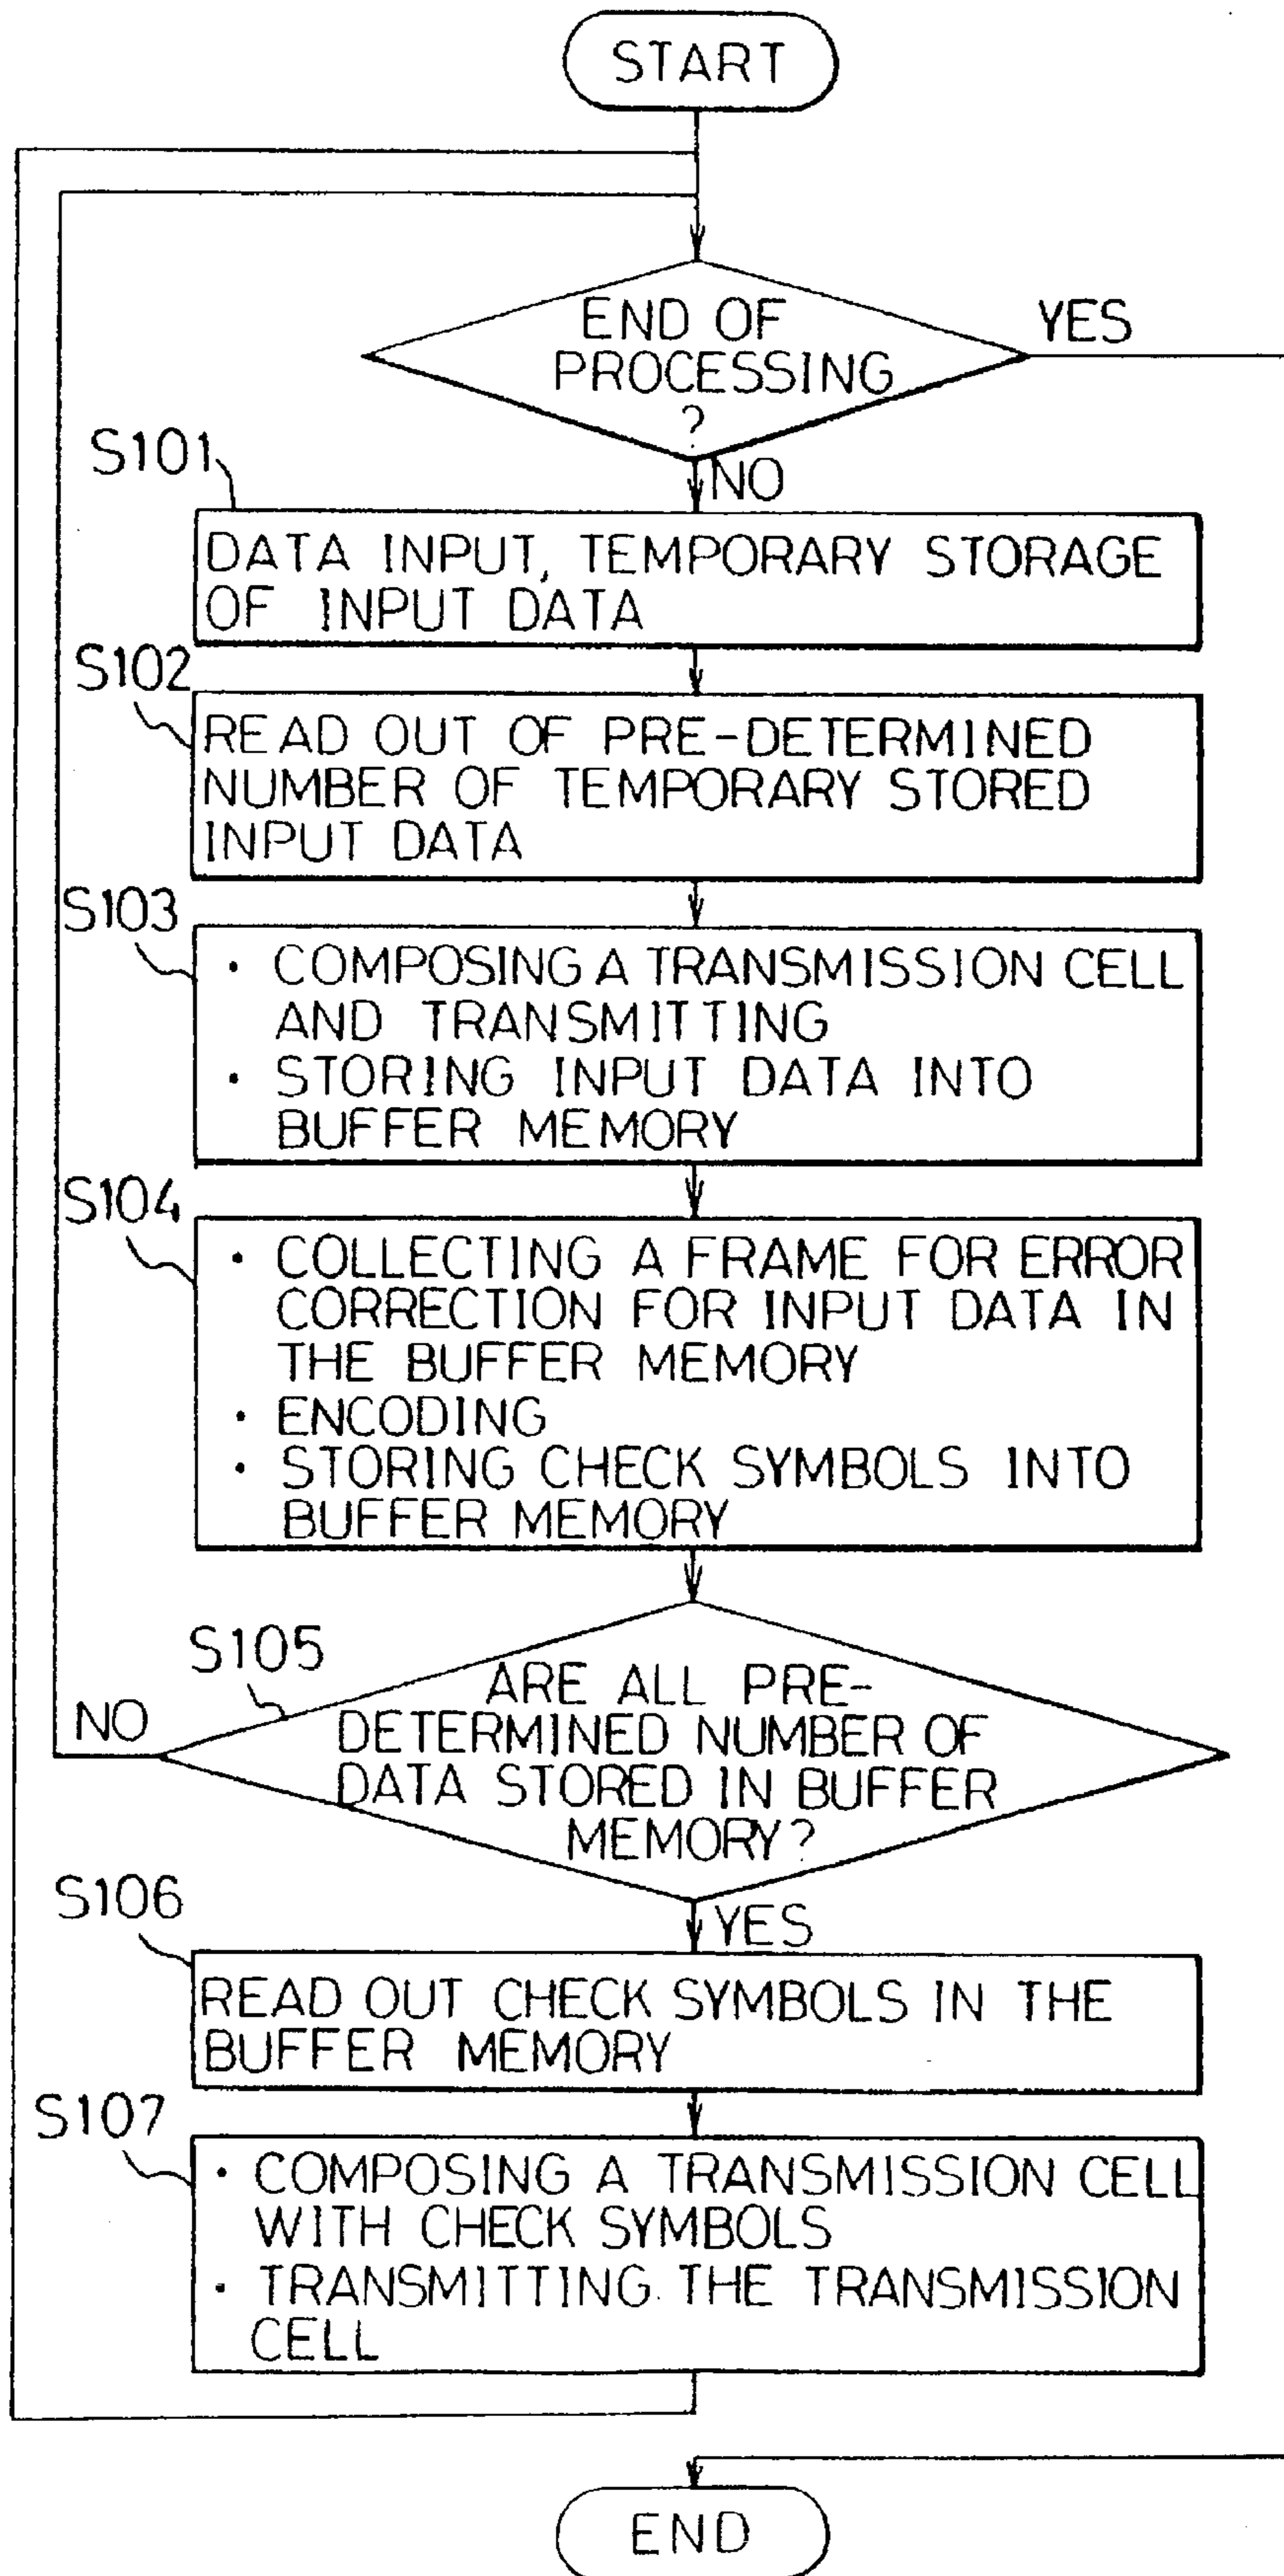 START
END OF
PROCESSING
?
YES
NO
S101
DATA INPUT, TEMPORARY STORAGE
OF INPUT DATA
S102
READ OUT OF PRE-DETERMINED
NUMBER OF TEMPORARY STORED
INPUT DATA
S103
· COMPOSING A TRANSMISSION CELL
AND TRANSMITTING
· STORING INPUT DATA INTO
BUFFER MEMORY
S104
· COLLECTING A FRAME FOR ERROR
CORRECTION FOR INPUT DATA IN
THE BUFFER MEMORY
· ENCODING
· STORING CHECK SYMBOLS INTO
BUFFER MEMORY
S105
NO
ARE ALL PRE-
DETERMINED NUMBER OF
DATA STORED IN BUFFER
MEMORY?
YES
S106
READ OUT CHECK SYMBOLS IN THE
BUFFER MEMORY
S107
· COMPOSING A TRANSMISSION CELL
WITH CHECK SYMBOLS
· TRANSMITTING THE TRANSMISSION
CELL
END